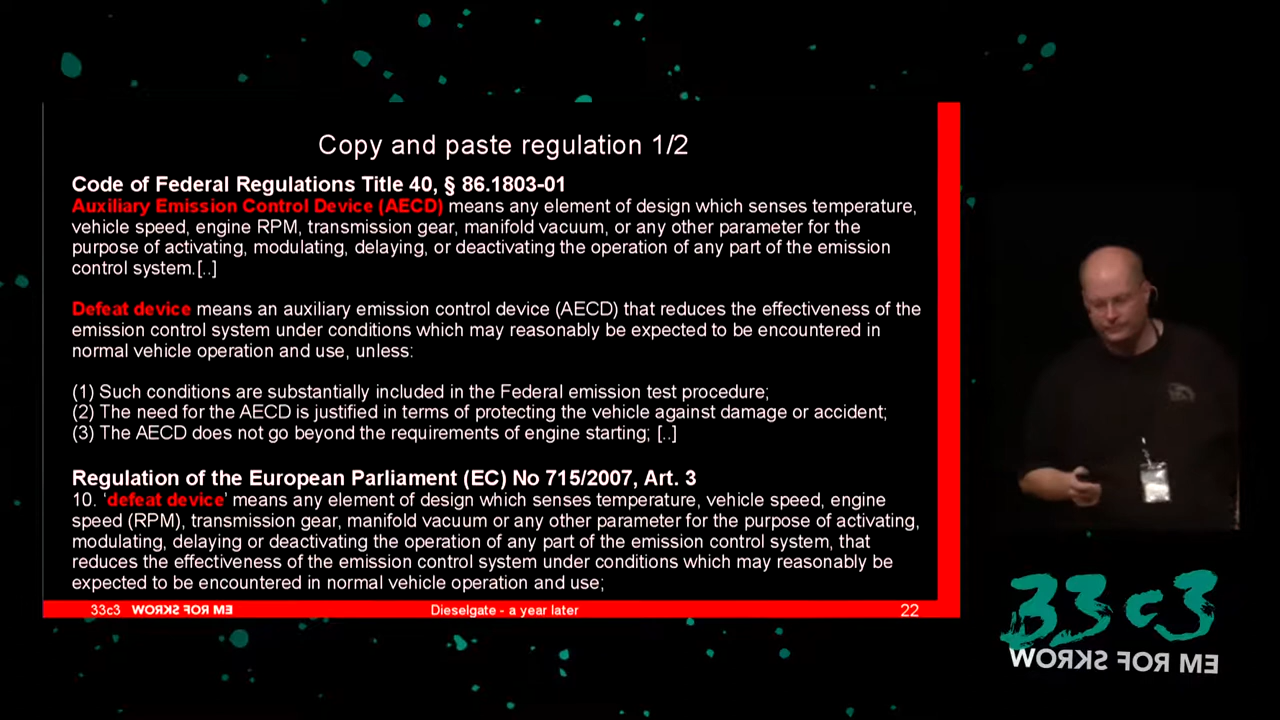 Copy and paste regulation 1/2
Code of Federal Regulations Title 40, § 86.1803-01
Auxiliary Emission Control Device (AECD) means any element of design which senses temperature,
vehicle speed, engine RPM, transmission gear, manifold vacuum, or any other parameter for the
purpose of activating, modulating, delaying, or deactivating the operation of any part of the emission
control system.[..]
Defeat device means an auxiliary emission control device (AECD) that reduces the effectiveness of the
emission control system under conditions which may reasonably be expected to be encountered in
normal vehicle operation and use, unless:
(1) Such conditions are substantially included in the Federal emission test procedure;
(2) The need for the AECD is justified in terms of protecting the vehicle against damage or accident;
(3) The AECD does not go beyond the requirements of engine starting; [..]
Regulation of the European Parliament (EC) No 715/2007, Art. 3
10. ‘defeat device’ means any element of design which senses temperature, vehicle speed, engine
speed (RPM), transmission gear, manifold vacuum or any other parameter for the purpose of activating,
modulating, delaying or deactivating the operation of any part of the emission control system, that
reduces the effectiveness of the emission control system under conditions which may reasonably be
expected to be encountered in normal vehicle operation and use;
33c3 WORKS FOR ME Dieselgate - a year later 22
33c3
WORKS FOR ME